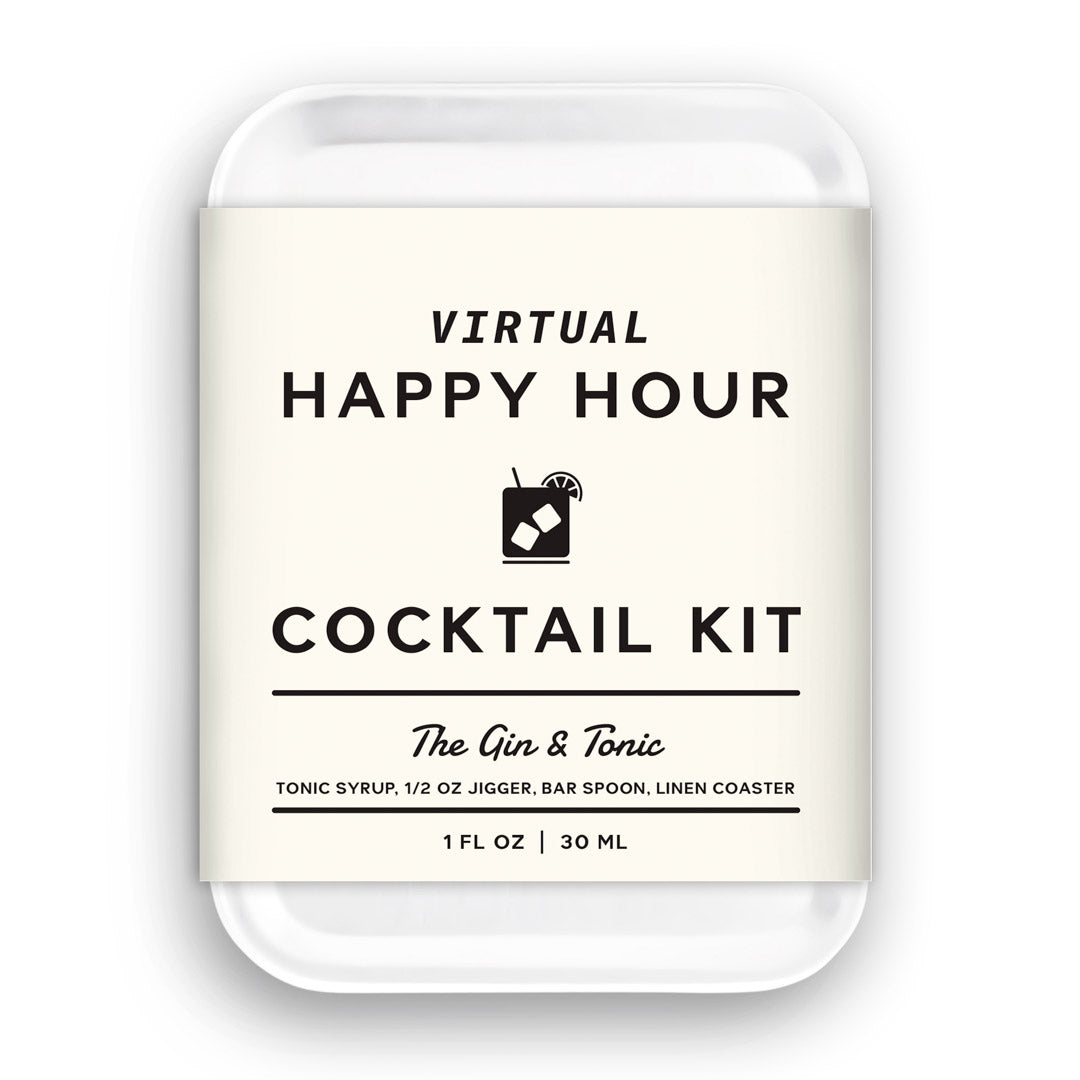 VIRTUAL
HAPPY HOUR
COCKTAIL KIT
The Gin & Tonic
TONIC SYRUP, 1/2 OZ JIGGER, BAR SPOON, LINEN COASTER
1 FL OZ | 30 ML